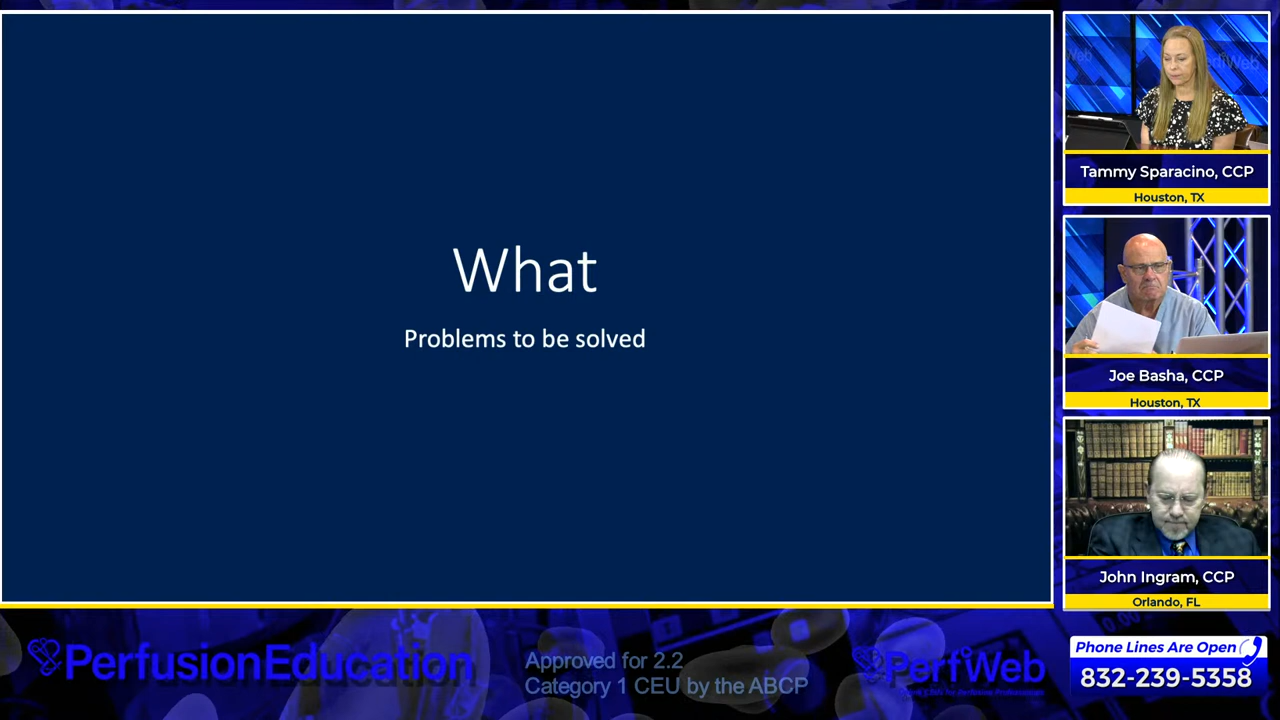 What
Problems to be solved
Tammy Sparacino, CCP
Houston, TX
Joe Basha, CCP
Houston, TX
John Ingram, CCP
Orlando, FL
PerfusionEducation
Approved for 2.2
Category 1 CEU by the ABCP
PerfWeb
Phone Lines Are Open
832-239-5358